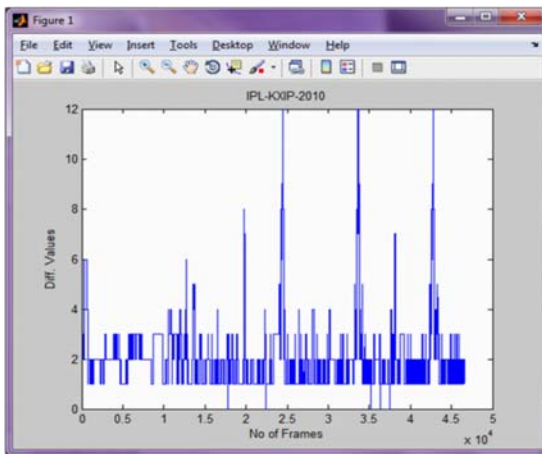 Figure 1
File Edit View Insert Tools Desktop Window Help
IPL-KXIP-2010
12
10
8
6
4
2
0
Diff. Values
0 0.5 1 1.5 2 2.5 3 3.5 4 4.5 5
No of Frames
x 10^4